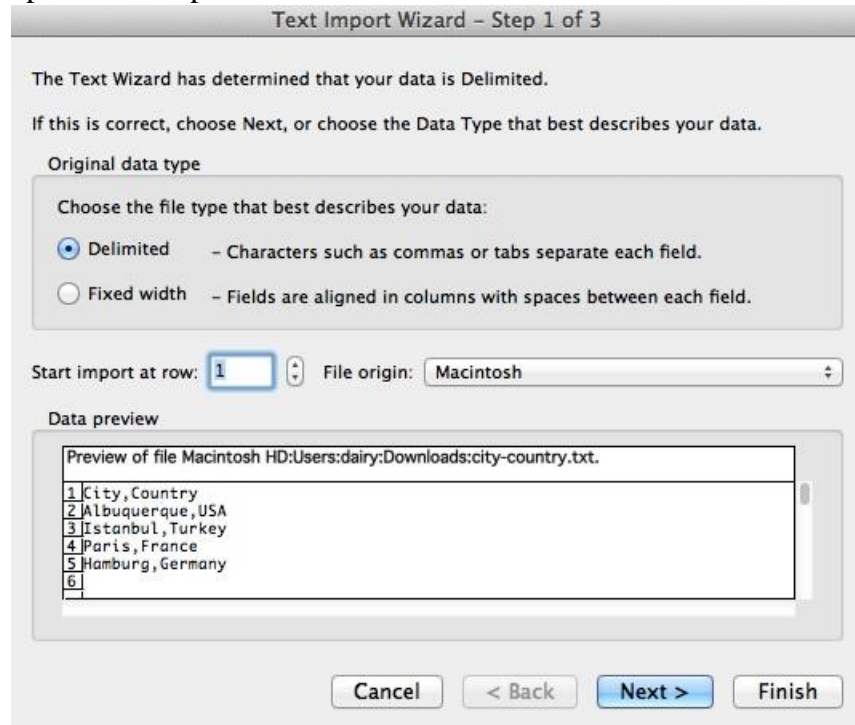 Text Import Wizard – Step 1 of 3
The Text Wizard has determined that your data is Delimited.
If this is correct, choose Next, or choose the Data Type that best describes your data.
Original data type
Choose the file type that best describes your data:
Delimited – Characters such as commas or tabs separate each field.
Fixed width – Fields are aligned in columns with spaces between each field.
Start import at row: 1 File origin: Macintosh
Data preview
Preview of file Macintosh HD:Users:dairy:Downloads:city-country.txt.
1 City,Country
2 Albuquerque,USA
3 Istanbul,Turkey
4 Paris,France
5 Hamburg,Germany
6
Cancel < Back Next > Finish